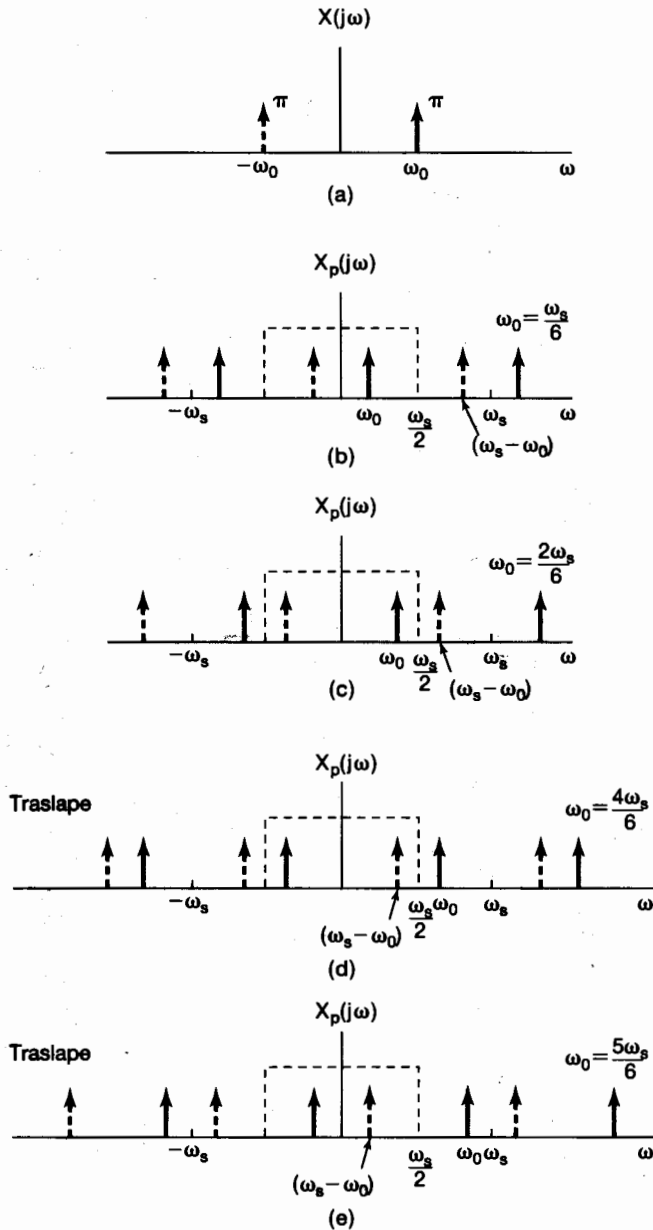 X(jω)
π π
−ω₀ ω₀ ω
(a)
Xₚ(jω)
ω₀ = ωₛ/6
−ωₛ ω₀ ωₛ/2 ωₛ ω
(ωₛ − ω₀)
(b)
Xₚ(jω)
ω₀ = 2ωₛ/6
−ωₛ ω₀ ωₛ/2 ωₛ ω
(ωₛ − ω₀)
(c)
Xₚ(jω)
Traslape
ω₀ = 4ωₛ/6
−ωₛ ωₛ/2 ω₀ ωₛ ω
(ωₛ − ω₀)
(d)
Xₚ(jω)
Traslape
ω₀ = 5ωₛ/6
−ωₛ ωₛ/2 ω₀ ωₛ ω
(ωₛ − ω₀)
(e)